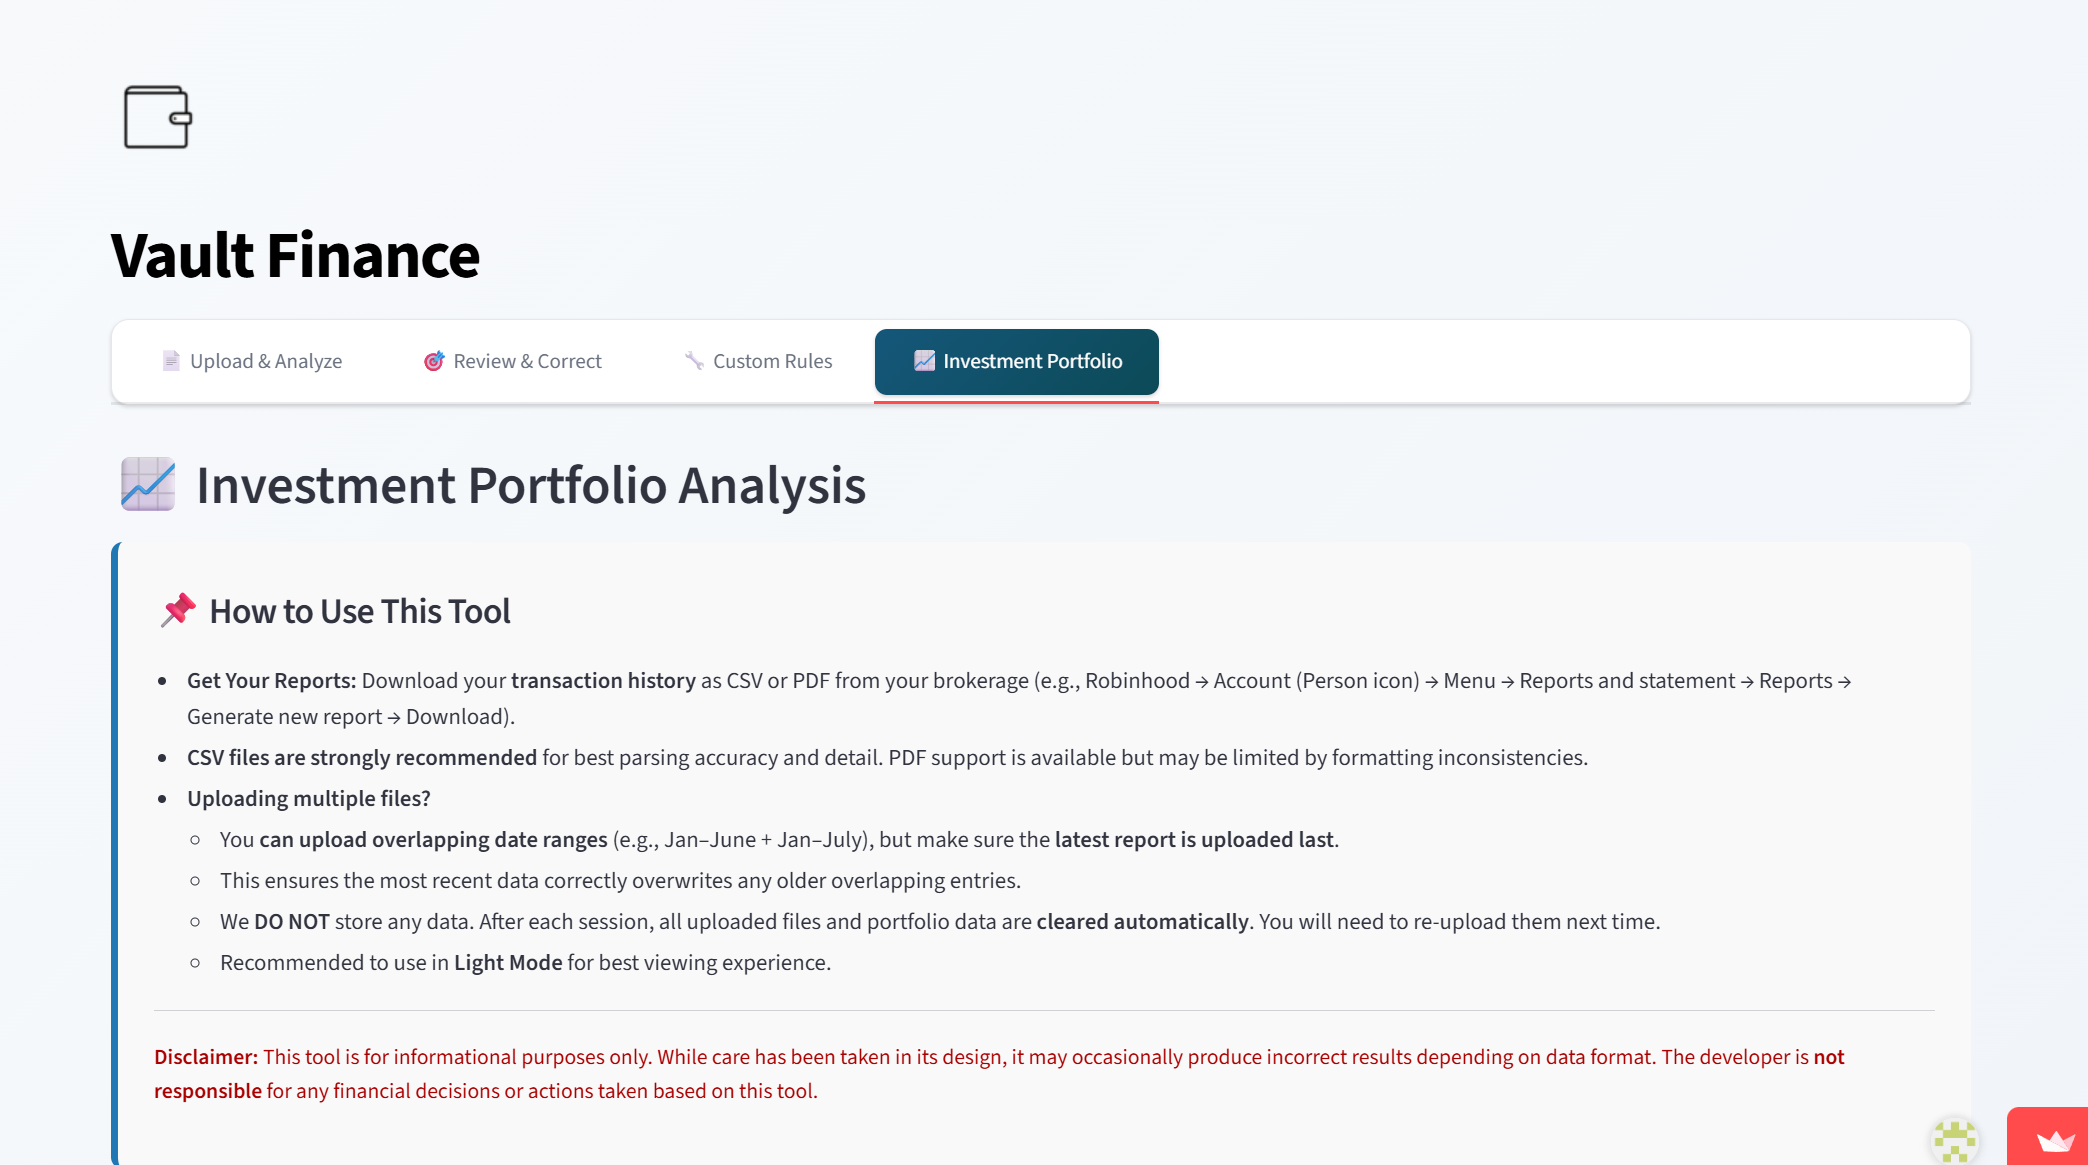 Vault Finance
Upload & Analyze
Review & Correct
Custom Rules
Investment Portfolio
Investment Portfolio Analysis
How to Use This Tool
Get Your Reports: Download your transaction history as CSV or PDF from your brokerage (e.g., Robinhood → Account (Person icon) → Menu → Reports and statement → Reports →
Generate new report → Download).
CSV files are strongly recommended for best parsing accuracy and detail. PDF support is available but may be limited by formatting inconsistencies.
Uploading multiple files?
You can upload overlapping date ranges (e.g., Jan–June + Jan–July), but make sure the latest report is uploaded last.
This ensures the most recent data correctly overwrites any older overlapping entries.
We DO NOT store any data. After each session, all uploaded files and portfolio data are cleared automatically. You will need to re-upload them next time.
Recommended to use in Light Mode for best viewing experience.
Disclaimer: This tool is for informational purposes only. While care has been taken in its design, it may occasionally produce incorrect results depending on data format. The developer is not
responsible for any financial decisions or actions taken based on this tool.